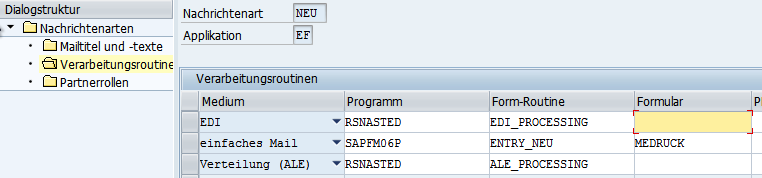 Dialogstruktur
Nachrichtenarten
Mailtitel und -texte
Verarbeitungsroutine
Partnerrollen
Nachrichtenart NEU
Applikation EF
Verarbeitungsroutinen
Medium Programm Form-Routine Formular
EDI RSNASTED EDI_PROCESSING
einfaches Mail SAPFM06P ENTRY_NEU MEDRUCK
Verteilung (ALE) RSNASTED ALE_PROCESSING